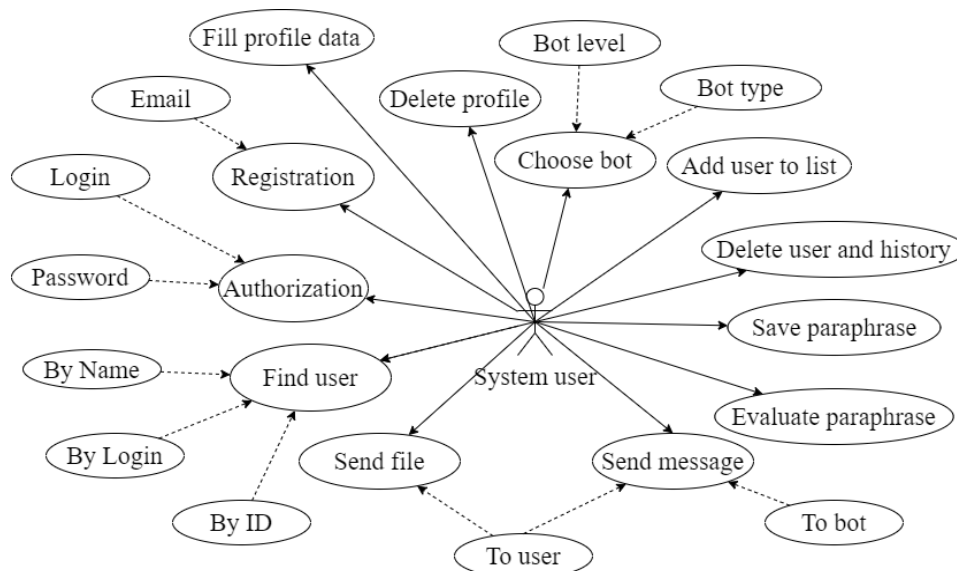 Fill profile data
Bot level
Delete profile
Bot type
Email
Choose bot
Add user to list
Login
Registration
Delete user and history
Password
Authorization
Save paraphrase
By Name
Find user
System user
Evaluate paraphrase
By Login
Send file
Send message
By ID
To bot
To user